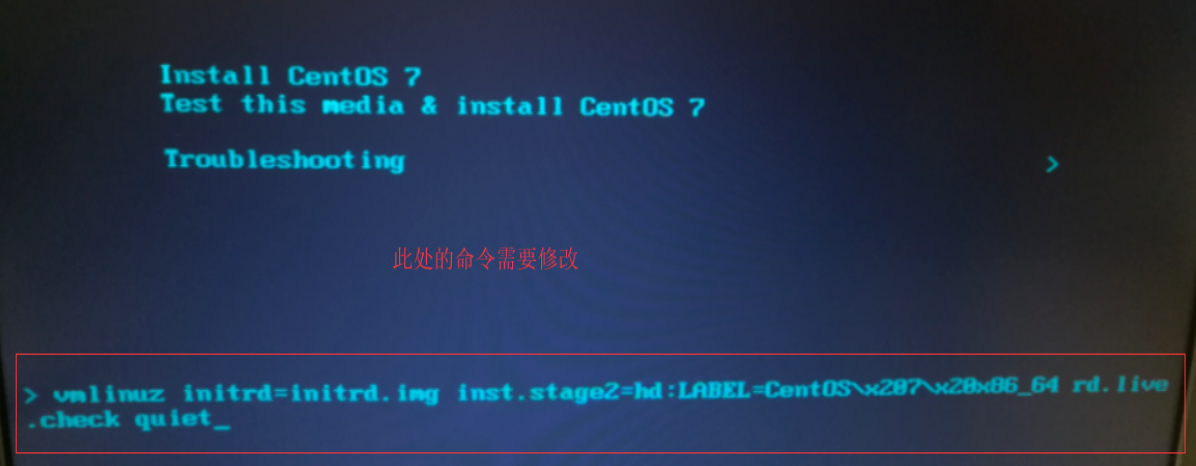 Install CentOS 7
Test this media & install CentOS 7
Troubleshooting >
此处的命令需要修改
> vmlinuz initrd=initrd.img inst.stage2=hd:LABEL=CentOS\x207\x20x86_64 rd.live
.check quiet_